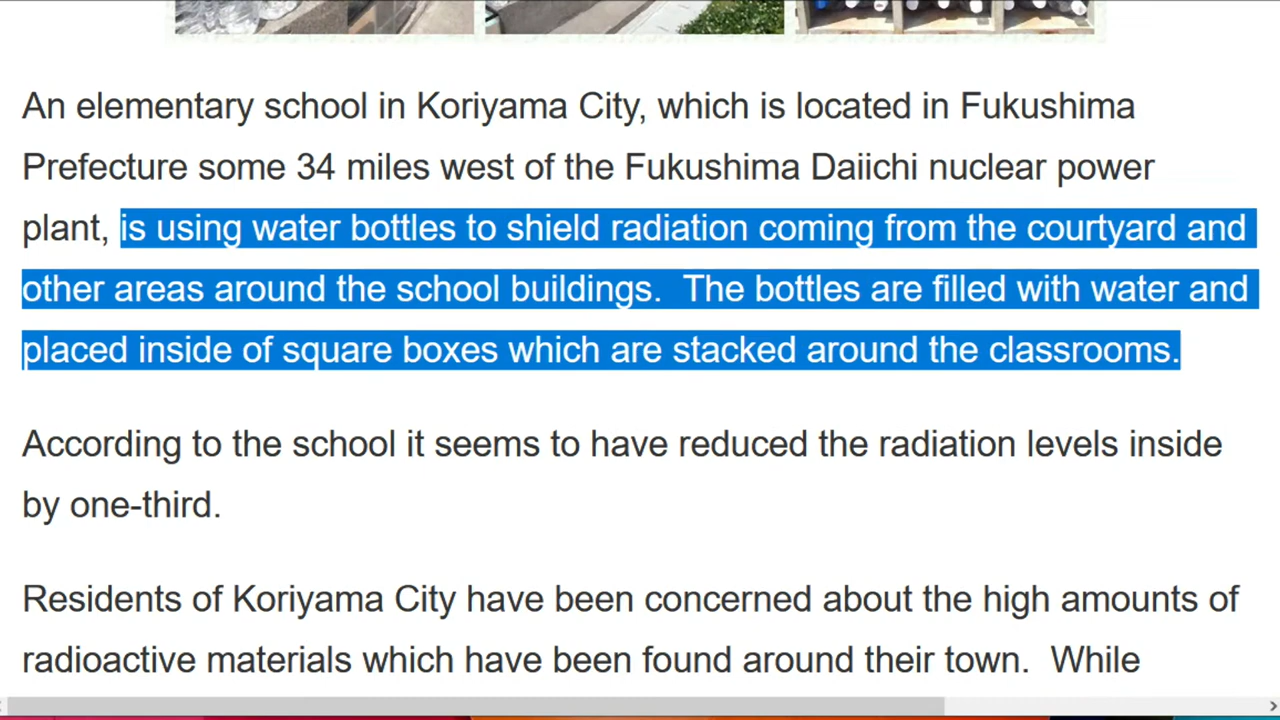 An elementary school in Koriyama City, which is located in Fukushima
Prefecture some 34 miles west of the Fukushima Daiichi nuclear power
plant, is using water bottles to shield radiation coming from the courtyard and
other areas around the school buildings.  The bottles are filled with water and
placed inside of square boxes which are stacked around the classrooms.
According to the school it seems to have reduced the radiation levels inside
by one-third.
Residents of Koriyama City have been concerned about the high amounts of
radioactive materials which have been found around their town.  While